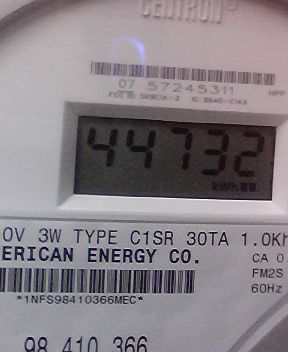 CENTRON®
07 57245311
44732
kWh
0V 3W TYPE C1SR 30TA 1.0Kh
ERICAN ENERGY CO.
CA 0.
FM2S
*1NFS98410366MEC*
60Hz
98 410 366